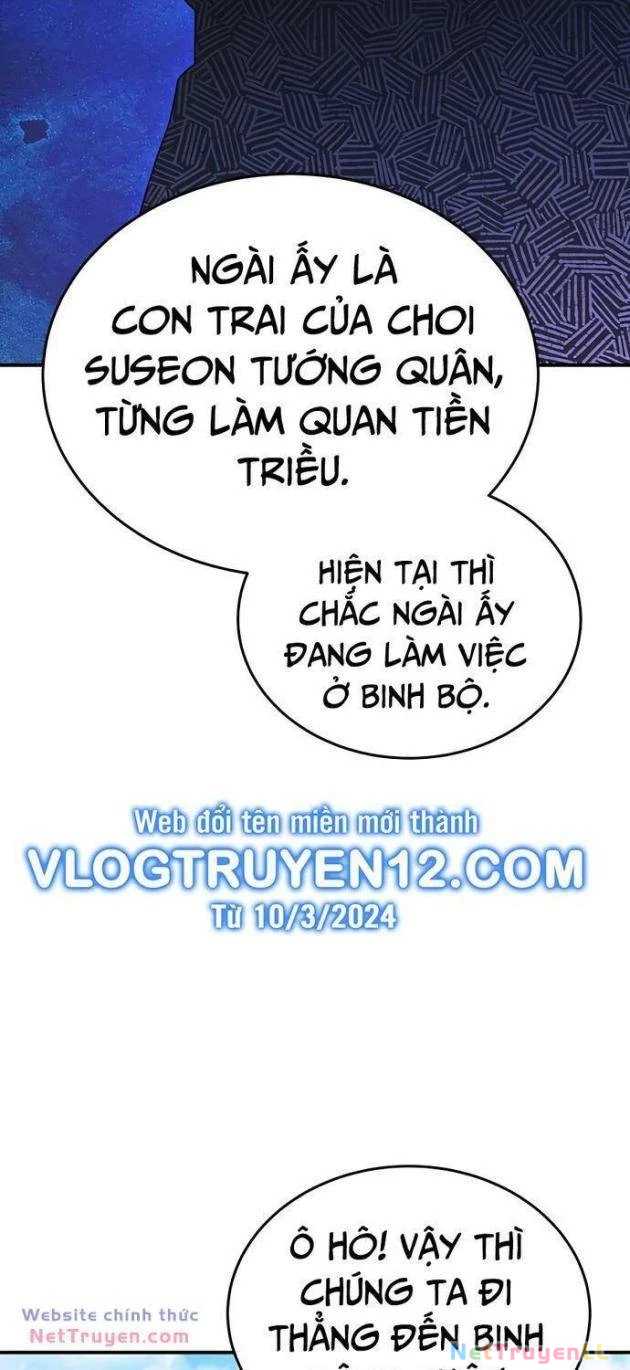 NGÀI ẤY LÀ
CON TRAI CỦA CHOI
SUSEON TƯỚNG QUÂN,
TỪNG LÀM QUAN TIỀN
TRIỀU.
HIỆN TẠI THÌ
CHẮC NGÀI ẤY
ĐANG LÀM VIỆC
Ở BINH BỘ.
Web đổi tên miền mới thành
VLOGTRUYEN12.COM
Từ 10/3/2024
Ô HÔ! VẬY THÌ
CHÚNG TA ĐI
THẲNG ĐẾN BINH
Website chính thức
NetTruyen.com
NetTruyenLL